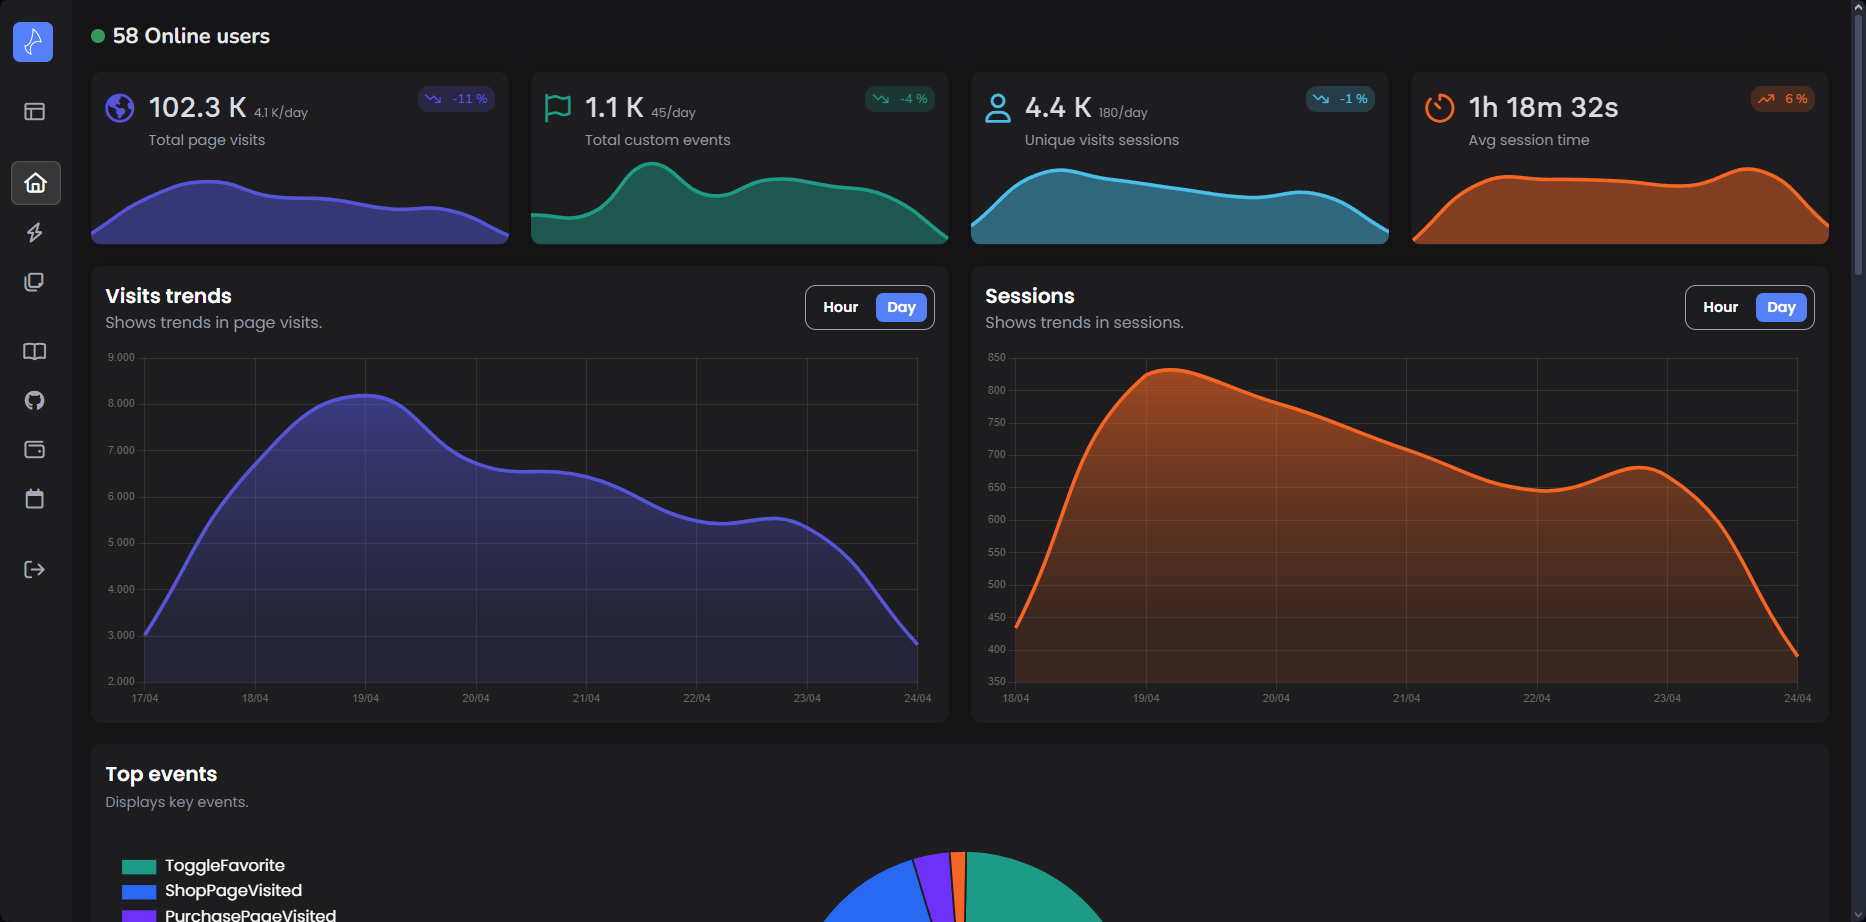 58 Online users
102.3 K 4.1 K/day
-11 %
Total page visits
1.1 K 45/day
-4 %
Total custom events
4.4 K 180/day
-1 %
Unique visits sessions
1h 18m 32s
6 %
Avg session time
Visits trends
Shows trends in page visits.
Hour Day
9.000
8.000
7.000
6.000
5.000
4.000
3.000
2.000
17/04 18/04 19/04 20/04 21/04 22/04 23/04 24/04
Sessions
Shows trends in sessions.
Hour Day
850
800
750
700
650
600
550
500
450
400
350
18/04 19/04 20/04 21/04 22/04 23/04 24/04
Top events
Displays key events.
ToggleFavorite
ShopPageVisited
PurchasePageVisited